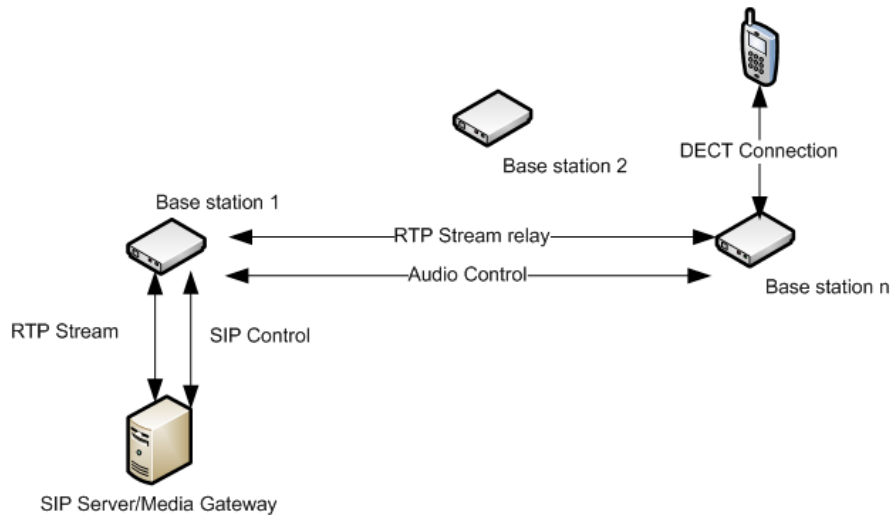 Base station 2
DECT Connection
Base station 1
RTP Stream relay
Audio Control
Base station n
RTP Stream
SIP Control
SIP Server/Media Gateway